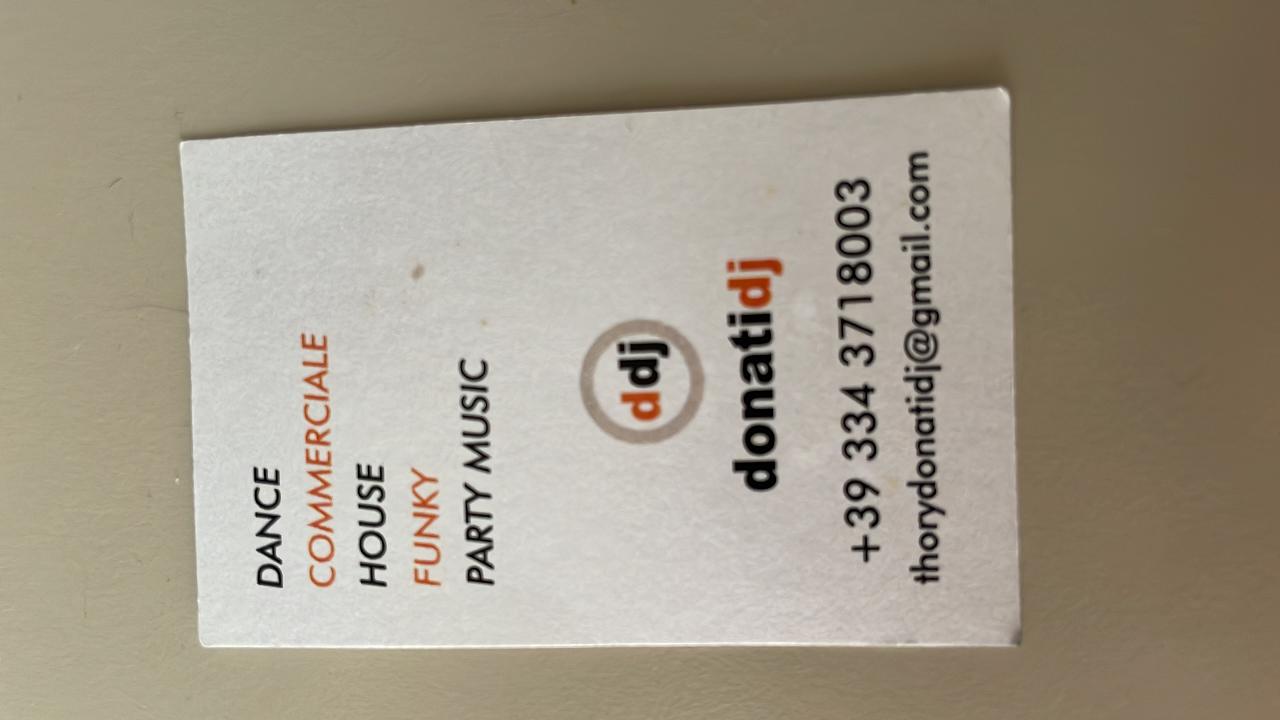 DANCE
COMMERCIALE
HOUSE
FUNKY
PARTY MUSIC
ddj
donatidj
+39 334 3718003
thorydonatidj@gmail.com